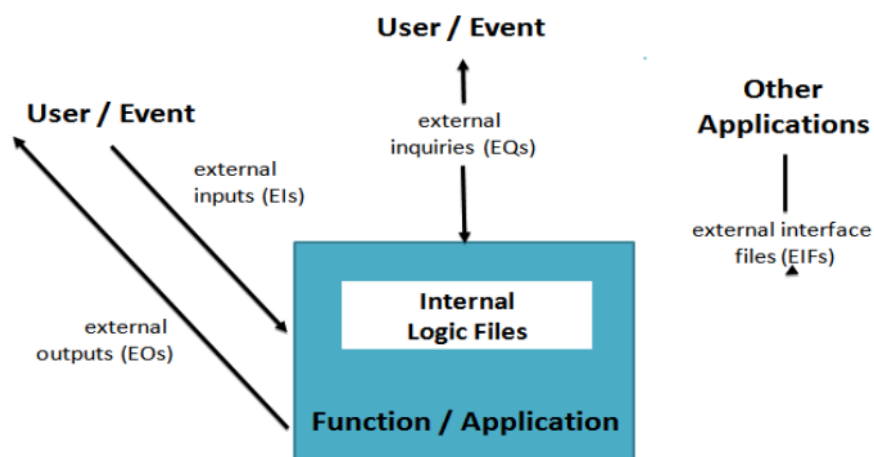 User / Event
User / Event
external
inputs (EIs)
external
outputs (EOs)
external
inquiries (EQs)
Other
Applications
external interface
files (EIFs)
Internal
Logic Files
Function / Application